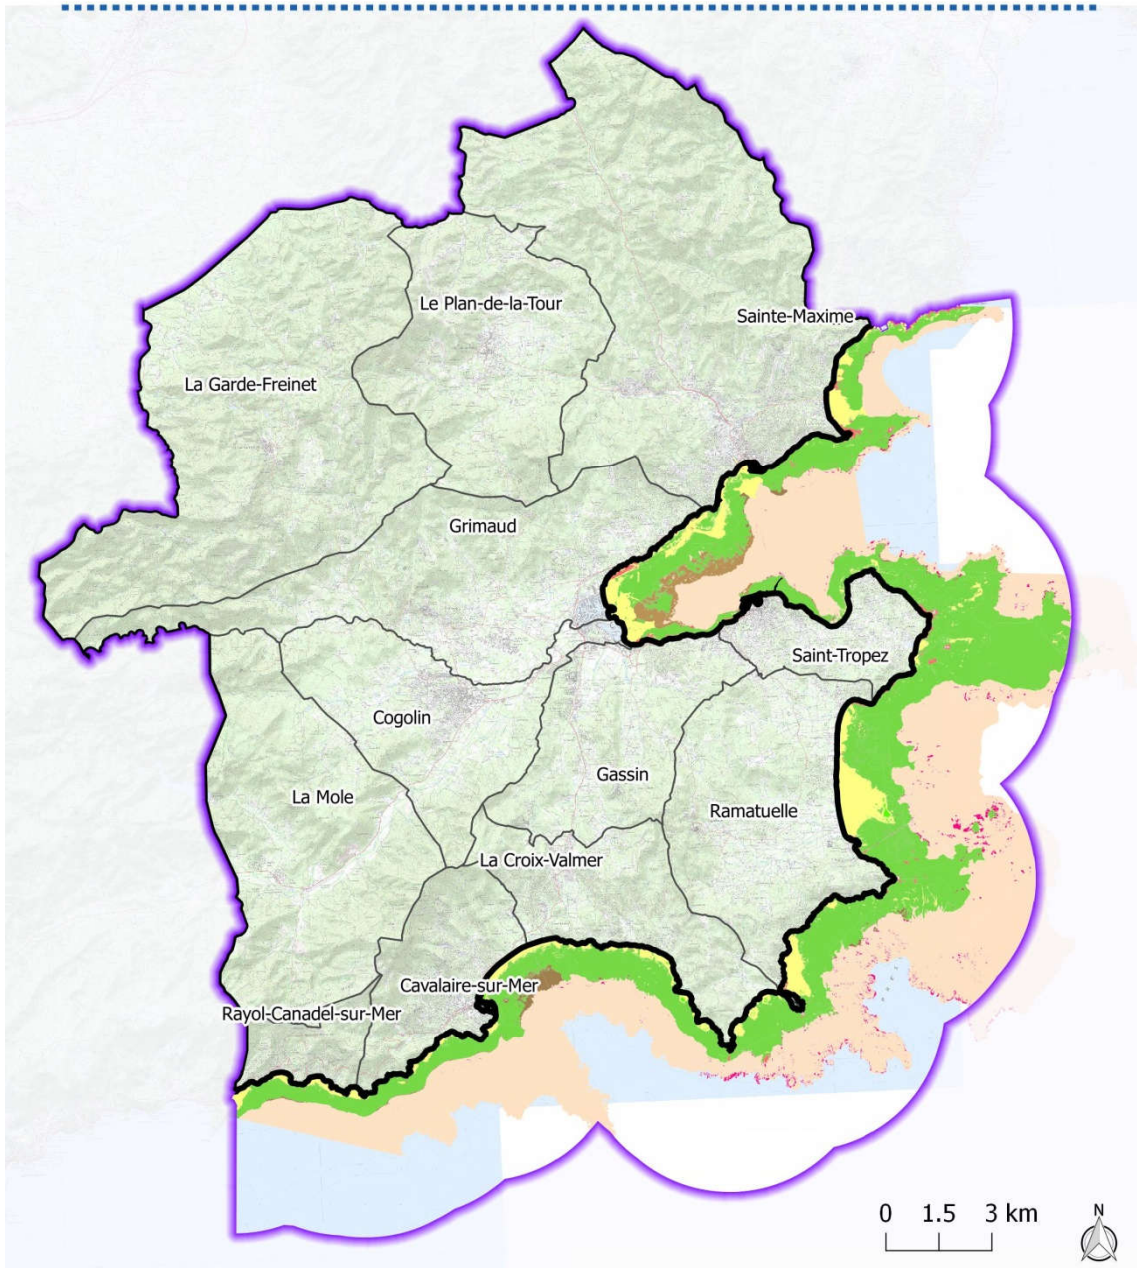 Le Plan-de-la-Tour
Sainte-Maxime
La Garde-Freinet
Grimaud
Saint-Tropez
Cogolin
Gassin
La Mole
Ramatuelle
La Croix-Valmer
Cavalaire-sur-Mer
Rayol-Canadel-sur-Mer
0 1.5 3 km
N